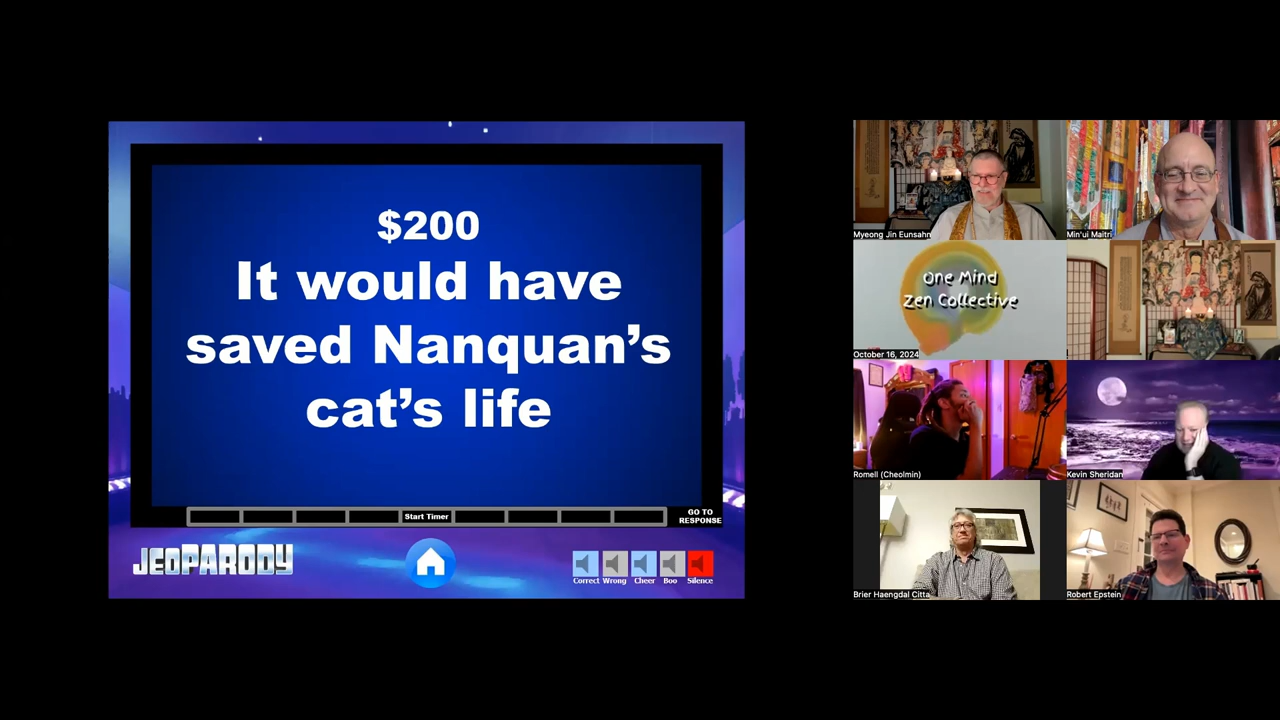 $200
It would have
saved Nanquan's
cat's life
Start Timer
GO TO
RESPONSE
JEOPARODY
Correct Wrong Cheer Boo Silence
Myeong Jin Eunsahn
Min'ui Maitri
One Mind
Zen Collective
October 16, 2024
Romell (Cheolmin)
Kevin Sheridan
Brier Haengdal Citta
Robert Epstein